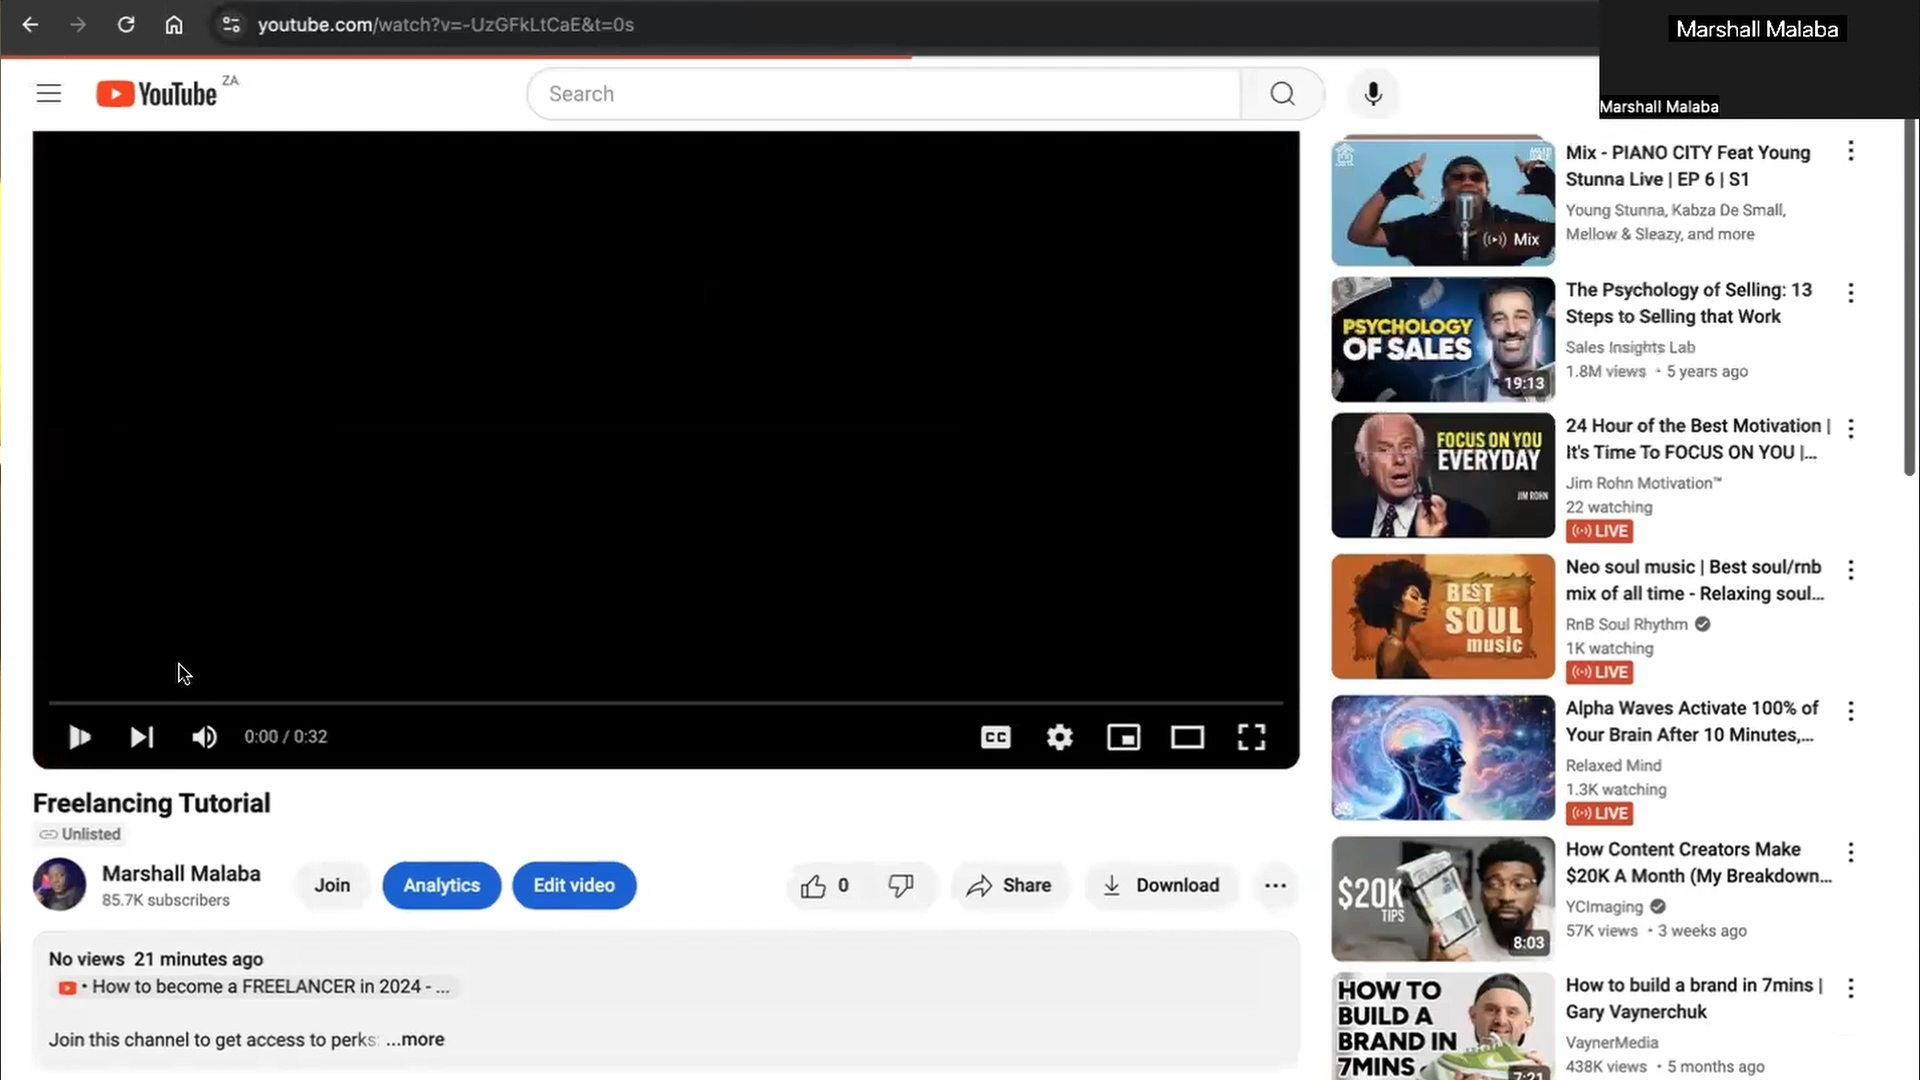 youtube.com/watch?v=-UzGFkLtCaE&t=0s
Marshall Malaba
Marshall Malaba
YouTube ZA
Search
Mix - PIANO CITY Feat Young
Stunna Live | EP 6 | S1
Young Stunna, Kabza De Small,
Mellow & Sleazy, and more
Mix
PSYCHOLOGY
OF SALES
19:13
The Psychology of Selling: 13
Steps to Selling that Work
Sales Insights Lab
1.8M views • 5 years ago
FOCUS ON YOU
EVERYDAY
JIM ROHN
24 Hour of the Best Motivation |
It's Time To FOCUS ON YOU |...
Jim Rohn Motivation™
22 watching
LIVE
BEST
SOUL
music
Neo soul music | Best soul/rnb
mix of all time - Relaxing soul...
RnB Soul Rhythm
1K watching
LIVE
Alpha Waves Activate 100% of
Your Brain After 10 Minutes,...
Relaxed Mind
1.3K watching
LIVE
$20K
TIPS
8:03
How Content Creators Make
$20K A Month (My Breakdown...
YCImaging
57K views • 3 weeks ago
HOW TO
BUILD A
BRAND IN
7MINS
7:21
How to build a brand in 7mins |
Gary Vaynerchuk
VaynerMedia
438K views • 5 months ago
0:00 / 0:32
CC
Freelancing Tutorial
Unlisted
Marshall Malaba
85.7K subscribers
Join
Analytics
Edit video
0
Share
Download
No views 21 minutes ago
• How to become a FREELANCER in 2024 - ...
Join this channel to get access to perks: ...more